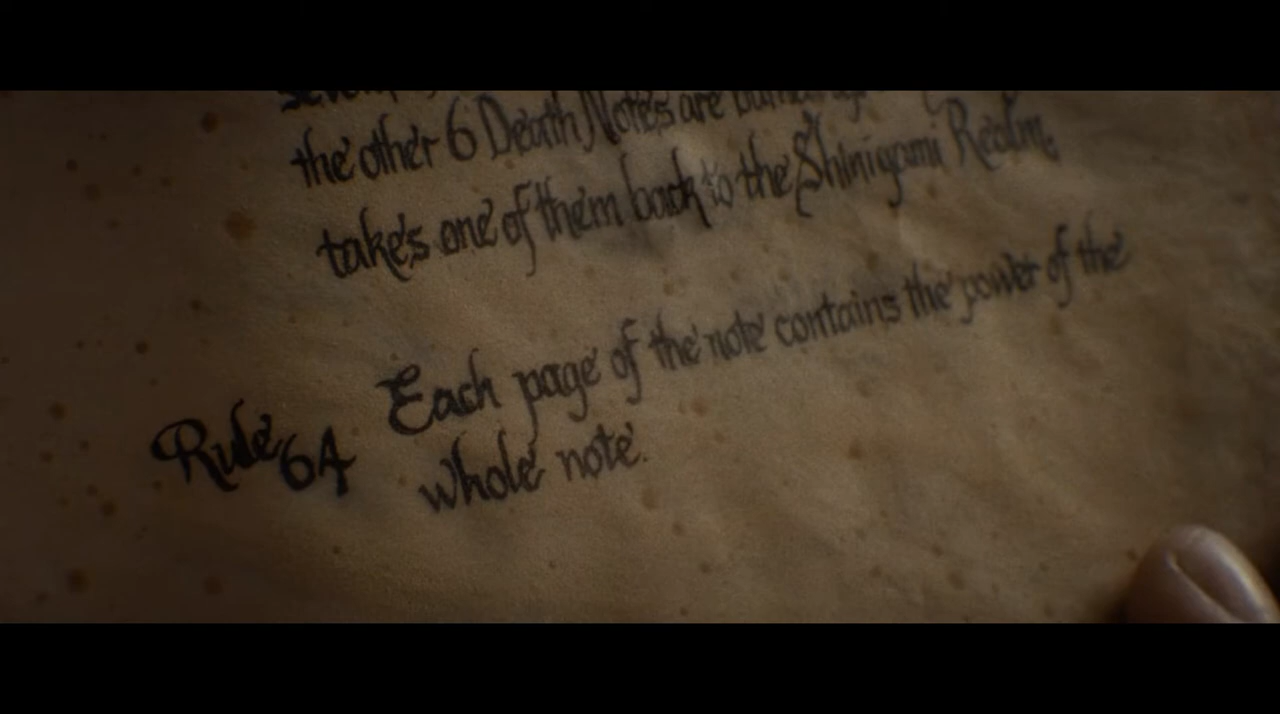 the other 6 Death Notes are
takes one of them back to the Shinigami Realm.
Each page of the note contains the power of the
Rule 64
whole note.